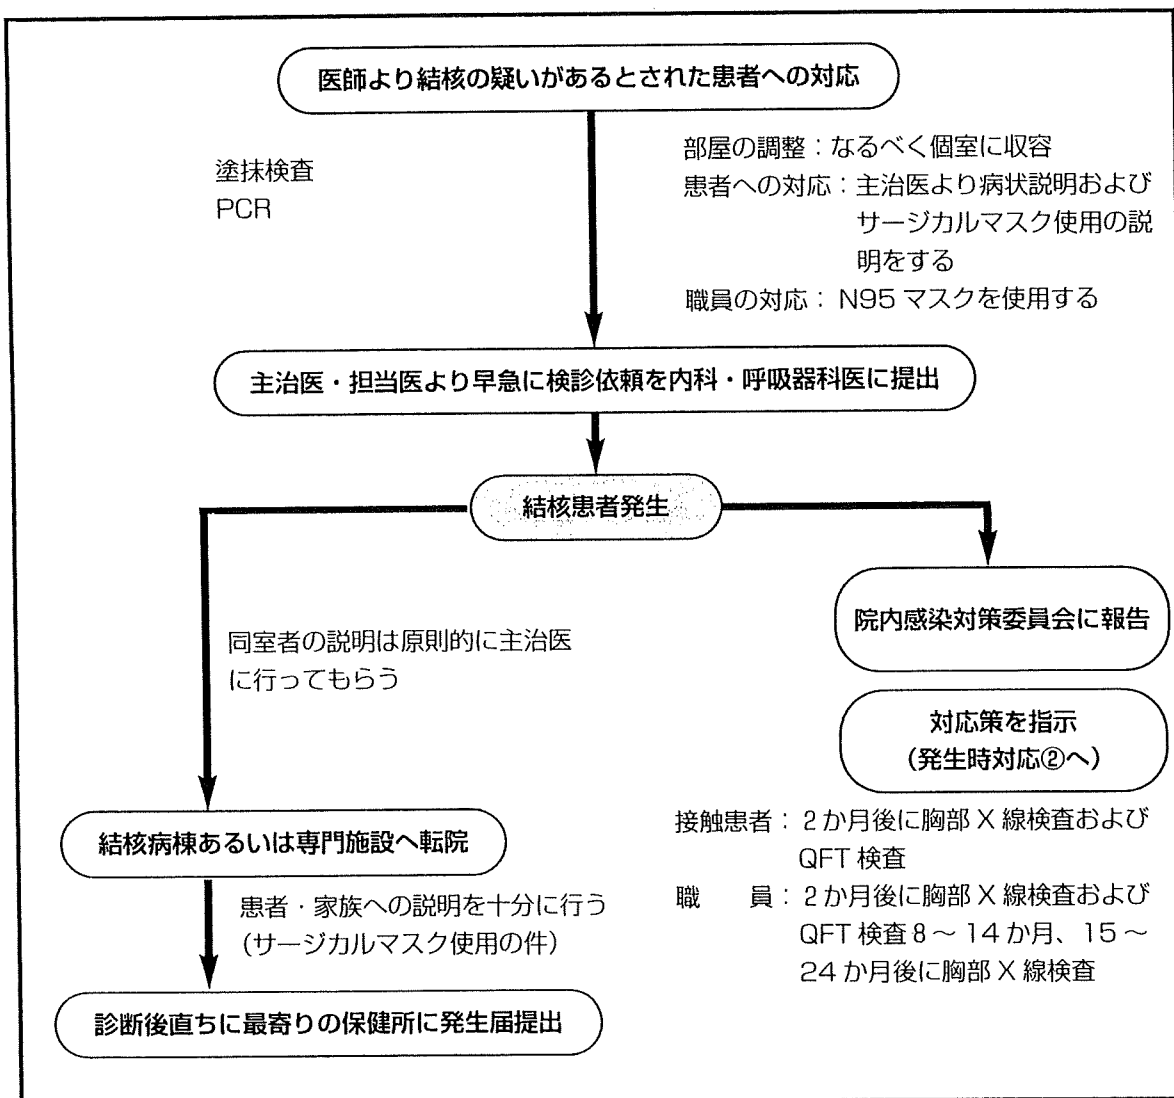 医師より結核の疑いがあるとされた患者への対応
塗抹検査
PCR
部屋の調整：なるべく個室に収容
患者への対応：主治医より病状説明および
サージカルマスク使用の説
明をする
職員の対応：N95 マスクを使用する
主治医・担当医より早急に検診依頼を内科・呼吸器科医に提出
結核患者発生
同室者の説明は原則的に主治医
に行ってもらう
院内感染対策委員会に報告
対応策を指示
（発生時対応②へ）
結核病棟あるいは専門施設へ転院
患者・家族への説明を十分に行う
（サージカルマスク使用の件）
診断後直ちに最寄りの保健所に発生届提出
接触患者：2か月後に胸部X線検査および
QFT 検査
職　員：2か月後に胸部X線検査および
QFT 検査8～14か月、15～
24か月後に胸部X線検査